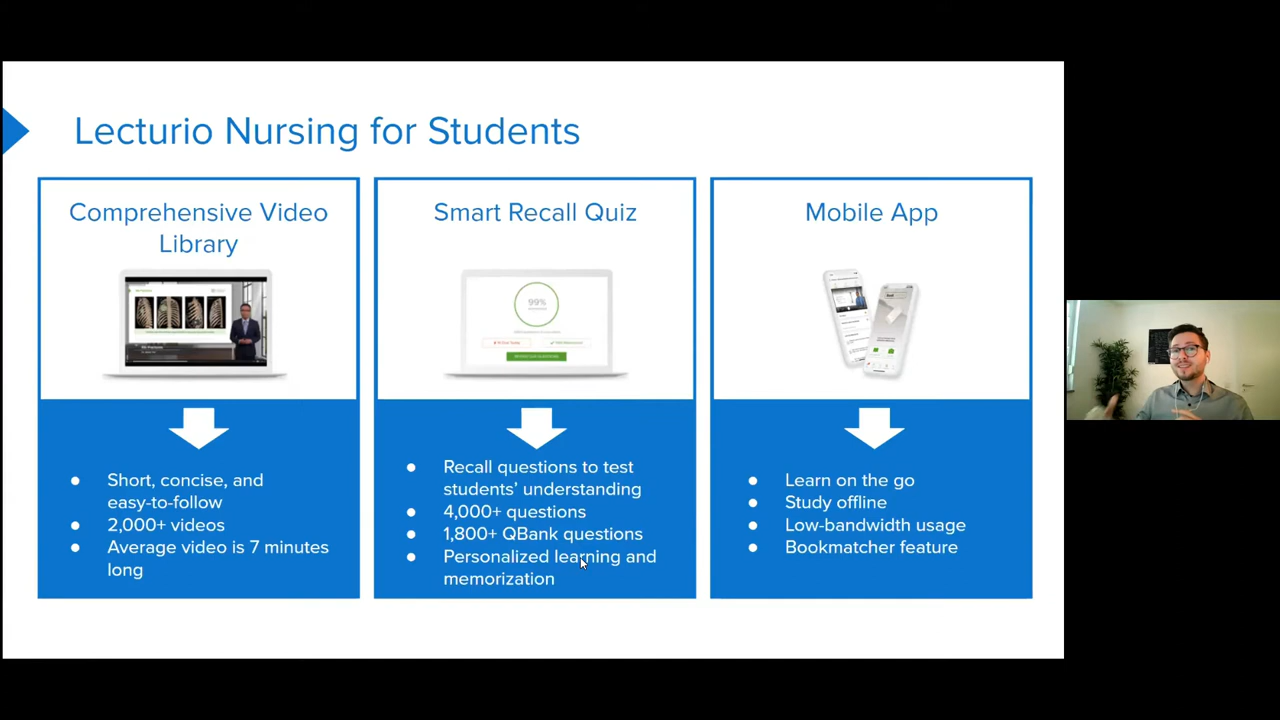 Lecturio Nursing for Students
Comprehensive Video
Library
● Short, concise, and
easy-to-follow
● 2,000+ videos
● Average video is 7 minutes
long
Smart Recall Quiz
99%
● Recall questions to test
students’ understanding
● 4,000+ questions
● 1,800+ QBank questions
● Personalized learning and
memorization
Mobile App
● Learn on the go
● Study offline
● Low-bandwidth usage
● Bookmatcher feature